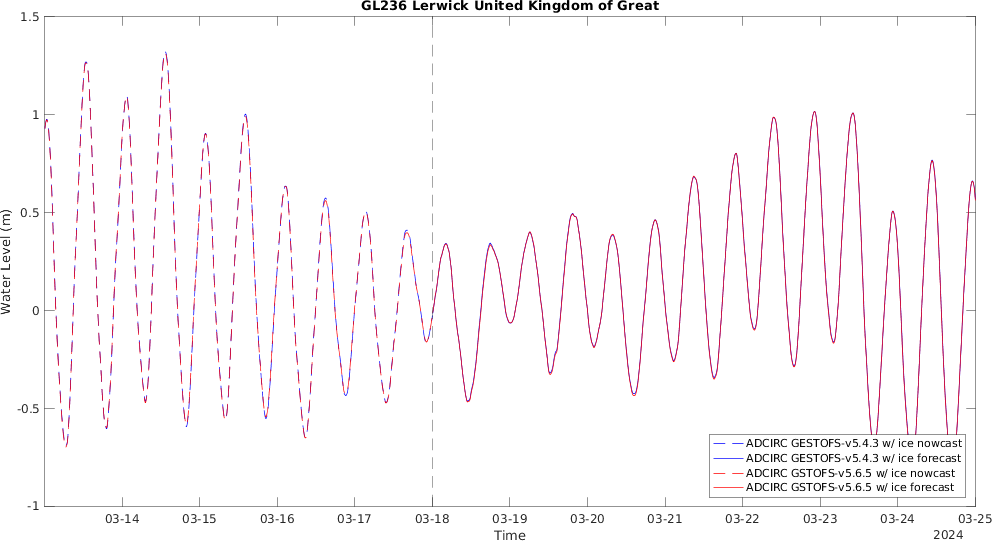 GL236 Lerwick United Kingdom of Great
1.5
1
0.5
0
-0.5
-1
Water Level (m)
ADCIRC GESTOFS-v5.4.3 w/ ice nowcast
ADCIRC GESTOFS-v5.4.3 w/ ice forecast
ADCIRC GSTOFS-v5.6.5 w/ ice nowcast
ADCIRC GSTOFS-v5.6.5 w/ ice forecast
03-14 03-15 03-16 03-17 03-18 03-19 03-20 03-21 03-22 03-23 03-24 03-25
Time
2024